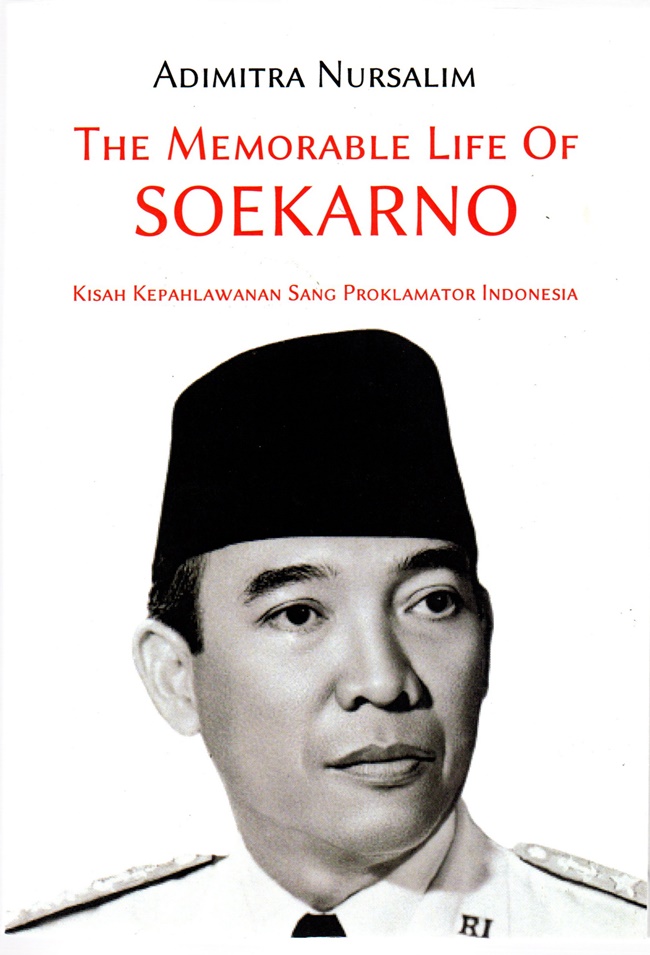 ADIMITRA NURSALIM
THE MEMORABLE LIFE OF
SOEKARNO
KISAH KEPAHLAWANAN SANG PROKLAMATOR INDONESIA
RI